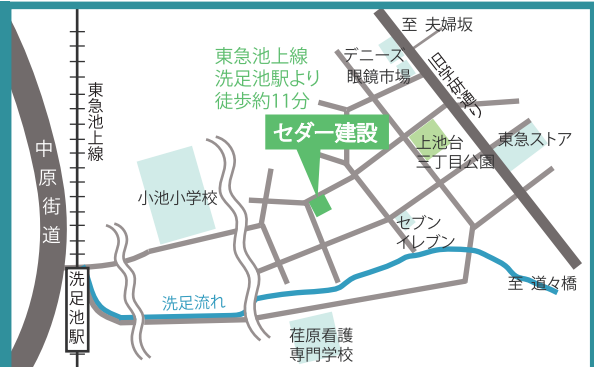 至 夫婦坂
デニーズ
眼鏡市場
旧学校通り
東急池上線
洗足池駅より
徒歩約11分
東急池上線
セダー建設
上池台
三丁目公園
東急ストア
中原街道
小池小学校
セブン
イレブン
至 道々橋
洗足池駅
洗足流れ
荏原看護
専門学校